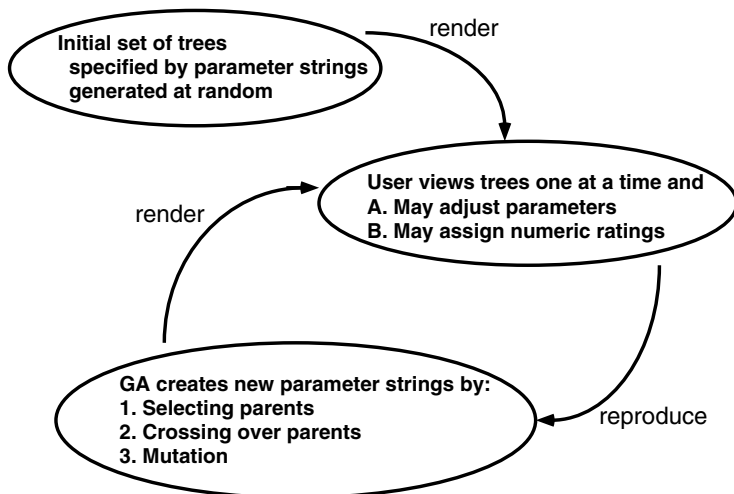 Initial set of trees
specified by parameter strings
generated at random
render
User views trees one at a time and
A. May adjust parameters
B. May assign numeric ratings
render
GA creates new parameter strings by:
1. Selecting parents
2. Crossing over parents
3. Mutation
reproduce